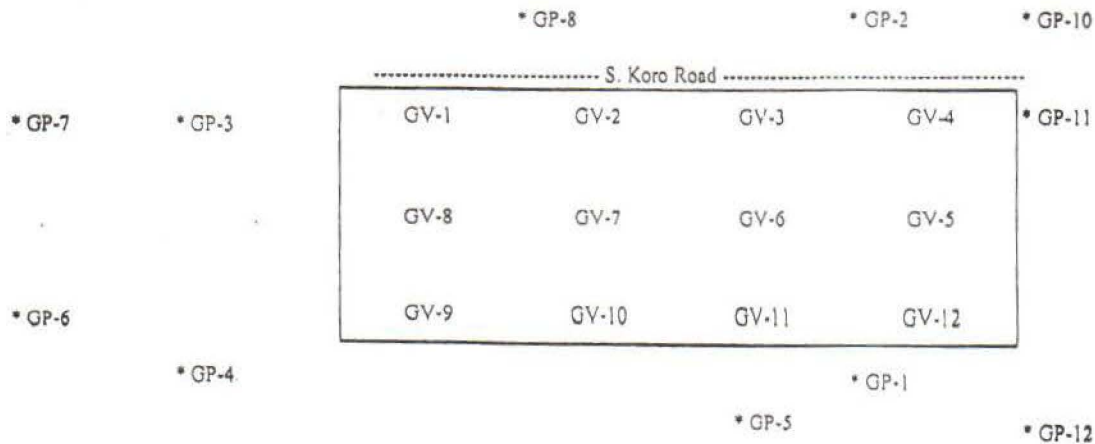 * GP-8 * GP-2 * GP-10
S. Koro Road
* GP-7 * GP-3 GV-1 GV-2 GV-3 GV-4 * GP-11
GV-8 GV-7 GV-6 GV-5
* GP-6 GV-9 GV-10 GV-11 GV-12
* GP-4 * GP-1
* GP-5 * GP-12